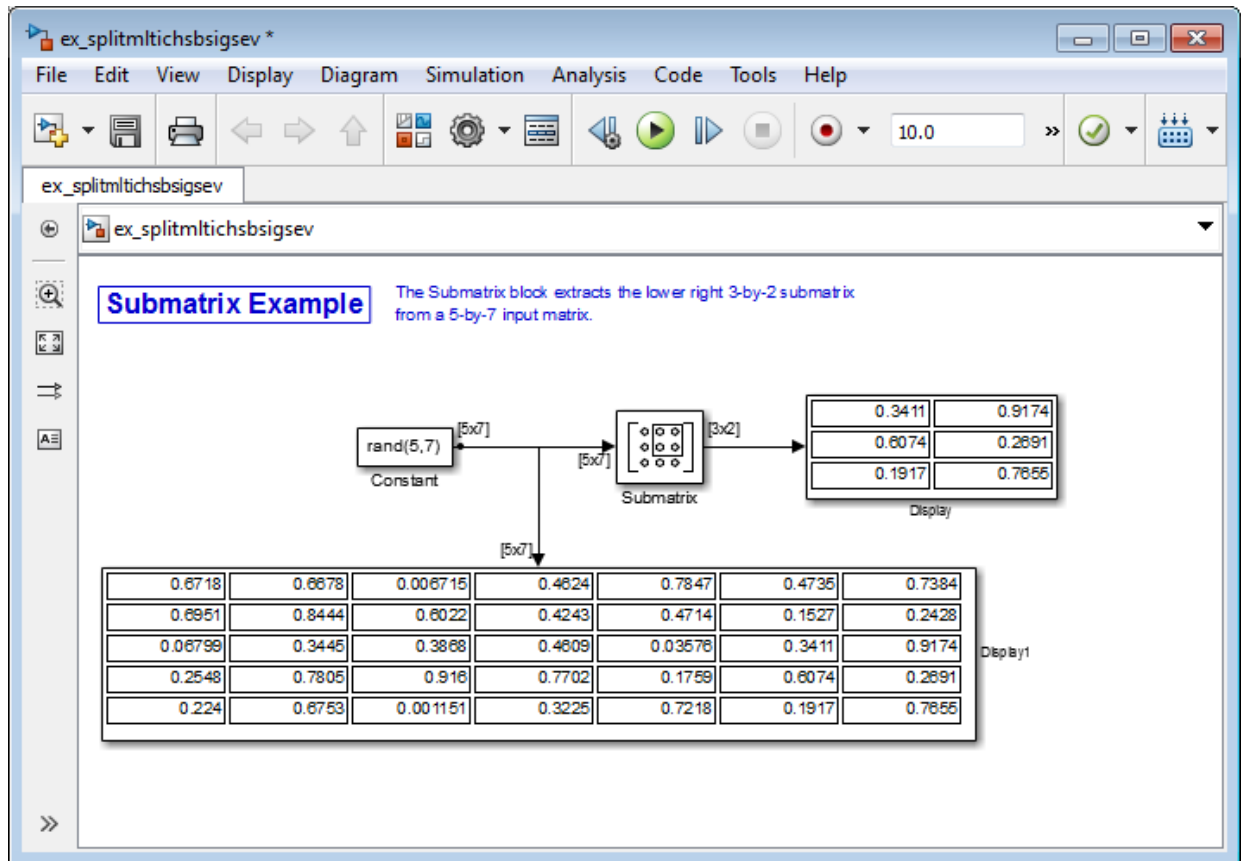 ex_splitmltichsbsigsev *
File Edit View Display Diagram Simulation Analysis Code Tools Help
10.0 »
ex_splitmltichsbsigsev
ex_splitmltichsbsigsev
Submatrix Example
The Submatrix block extracts the lower right 3-by-2 submatrix
from a 5-by-7 input matrix.
rand(5,7)
Constant
[5x7]
[5x7]
Submatrix
[3x2]
0.3411 0.9174
0.6074 0.2691
0.1917 0.7655
Display
[5x7]
0.6718 0.6678 0.006715 0.4624 0.7847 0.4735 0.7384
0.6951 0.8444 0.6022 0.4243 0.4714 0.1527 0.2428
0.06799 0.3445 0.3868 0.4609 0.03576 0.3411 0.9174
0.2548 0.7805 0.916 0.7702 0.1759 0.6074 0.2691
0.224 0.6753 0.001151 0.3225 0.7218 0.1917 0.7655
Display1
A
»